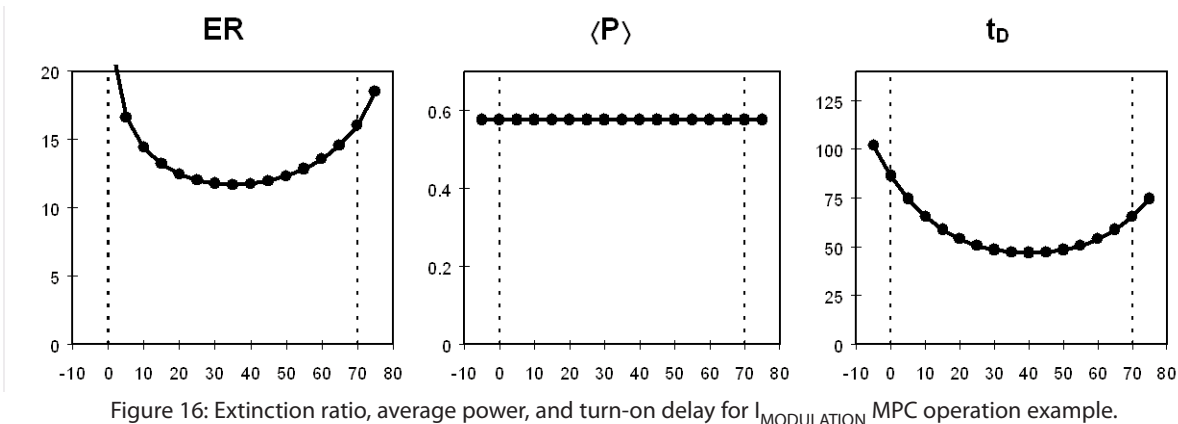 ER
⟨P⟩
t_D
20
15
10
5
0
-10 0 10 20 30 40 50 60 70 80
0.6
0.4
0.2
0
-10 0 10 20 30 40 50 60 70 80
125
100
75
50
25
0
-10 0 10 20 30 40 50 60 70 80
Figure 16: Extinction ratio, average power, and turn-on delay for I_MODULATION MPC operation example.